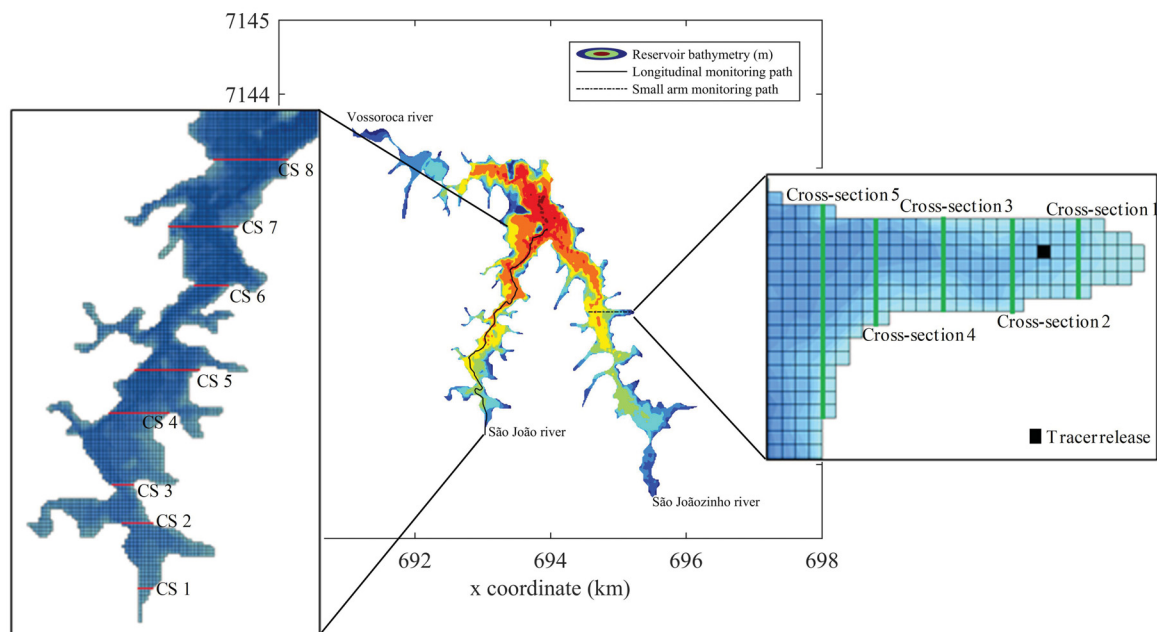 7145
7144
Reservoir bathymetry (m)
Longitudinal monitoring path
Small arm monitoring path
Vossoroca river
São João river
São Joãozinho river
692
694
696
698
x coordinate (km)
CS 8
CS 7
CS 6
CS 5
CS 4
CS 3
CS 2
CS 1
Cross-section 5
Cross-section 3
Cross-section 1
Cross-section 4
Cross-section 2
Tracer release